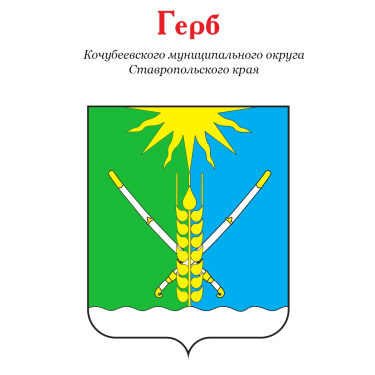 Герб
Кочубеевского муниципального округа
Ставропольского края